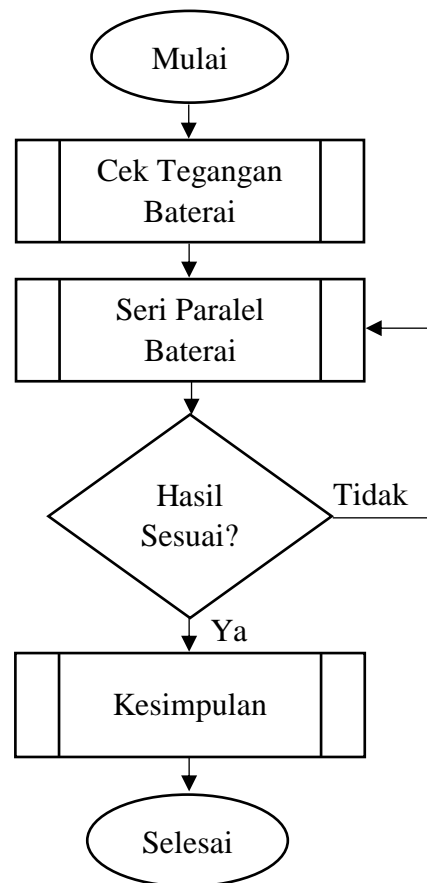 Mulai
Cek Tegangan
Baterai
Seri Paralel
Baterai
Hasil
Sesuai?
Tidak
Ya
Kesimpulan
Selesai